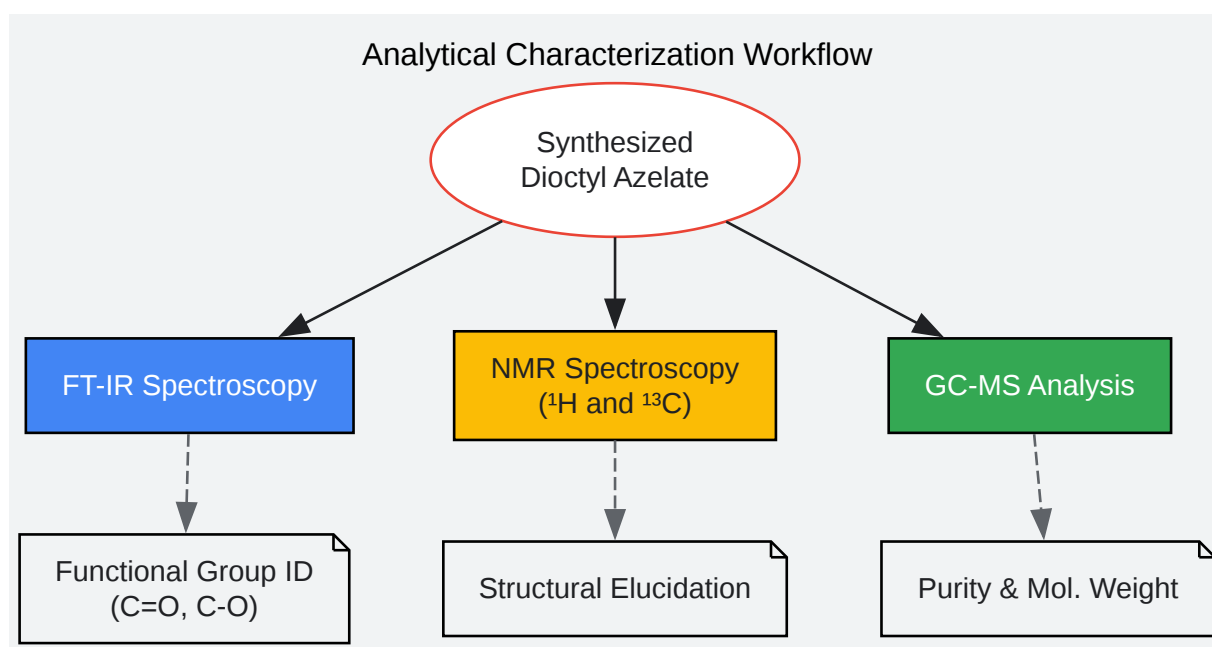 Analytical Characterization Workflow
Synthesized
Dioctyl Azelate
FT-IR Spectroscopy
NMR Spectroscopy
(¹H and ¹³C)
GC-MS Analysis
Functional Group ID
(C=O, C-O)
Structural Elucidation
Purity & Mol. Weight